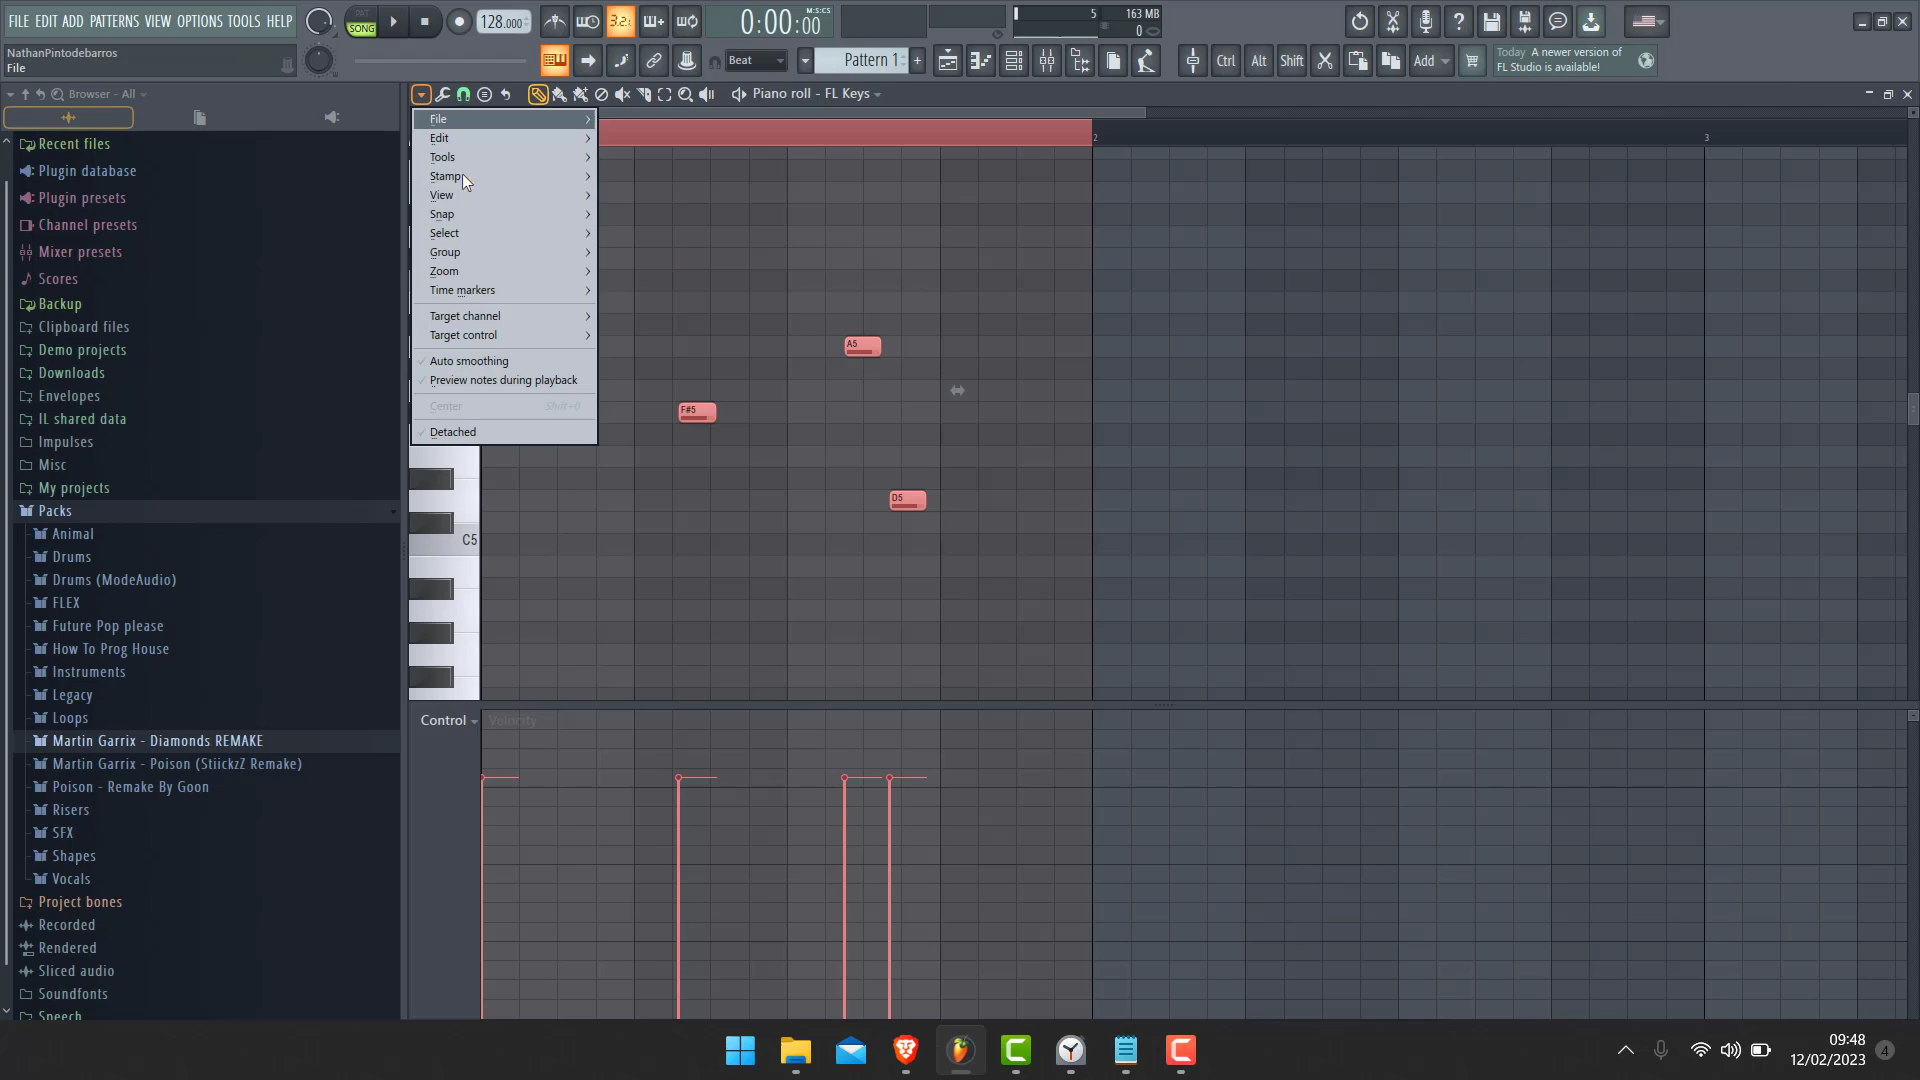 FILE EDIT ADD PATTERNS VIEW OPTIONS TOOLS HELP
PAT
SONG
128.000
3.2.
0:00:00
M:S:CS
5
163 MB
0
NathanPintodebarros
File
Beat
Pattern 1
Ctrl
Alt
Shift
Add
Today A newer version of
FL Studio is available!
Browser - All
Piano roll - FL Keys
Recent files
Plugin database
Plugin presets
Channel presets
Mixer presets
Scores
Backup
Clipboard files
Demo projects
Downloads
Envelopes
IL shared data
Impulses
Misc
My projects
Packs
Animal
Drums
Drums (ModeAudio)
FLEX
Future Pop please
How To Prog House
Instruments
Legacy
Loops
Martin Garrix - Diamonds REMAKE
Martin Garrix - Poison (StiickzZ Remake)
Poison - Remake By Goon
Risers
SFX
Shapes
Vocals
Project bones
Recorded
Rendered
Sliced audio
Soundfonts
Speech
File
Edit
Tools
Stamp
View
Snap
Select
Group
Zoom
Time markers
Target channel
Target control
Auto smoothing
Preview notes during playback
Center Shift+0
Detached
2
3
A5
F#5
D5
C5
Control
Velocity
09:48
12/02/2023
4